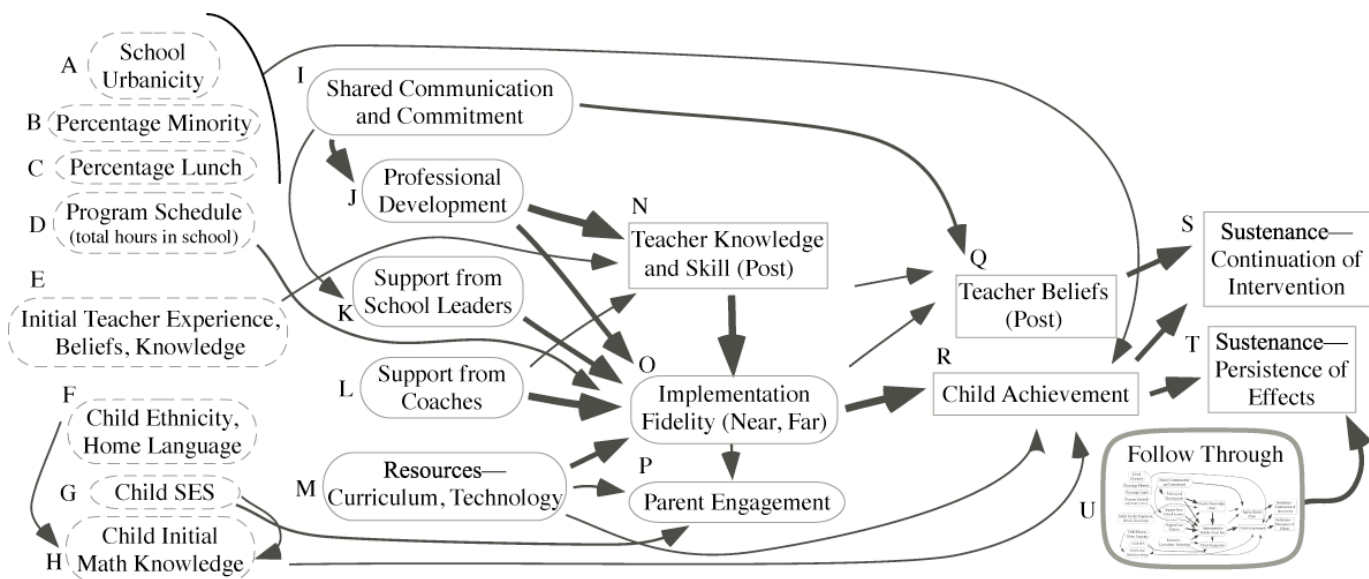 A
School
Urbanicity
B
Percentage Minority
C
Percentage Lunch
D
Program Schedule
(total hours in school)
E
Initial Teacher Experience,
Beliefs, Knowledge
F
Child Ethnicity,
Home Language
G
Child SES
H
Child Initial
Math Knowledge
I
Shared Communication
and Commitment
J
Professional
Development
K
Support from
School Leaders
L
Support from
Coaches
M
Resources—
Curriculum, Technology
N
Teacher Knowledge
and Skill (Post)
O
Implementation
Fidelity (Near, Far)
P
Parent Engagement
Q
Teacher Beliefs
(Post)
R
Child Achievement
S
Sustenance—
Continuation of
Intervention
T
Sustenance—
Persistence of
Effects
U
Follow Through